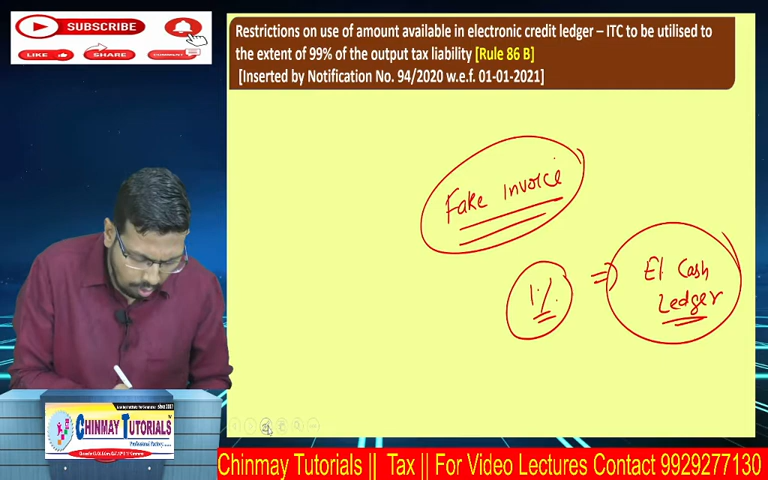 SUBSCRIBE
LIKE
SHARE
Restrictions on use of amount available in electronic credit ledger – ITC to be utilised to
the extent of 99% of the output tax liability [Rule 86 B]
[Inserted by Notification No. 94/2020 w.e.f. 01-01-2021]
Fake invoice
1%
El Cash
Ledger
CHINMAY TUTORIALS
Professional Factory
Chinmay Tutorials || Tax || For Video Lectures Contact 9929277130